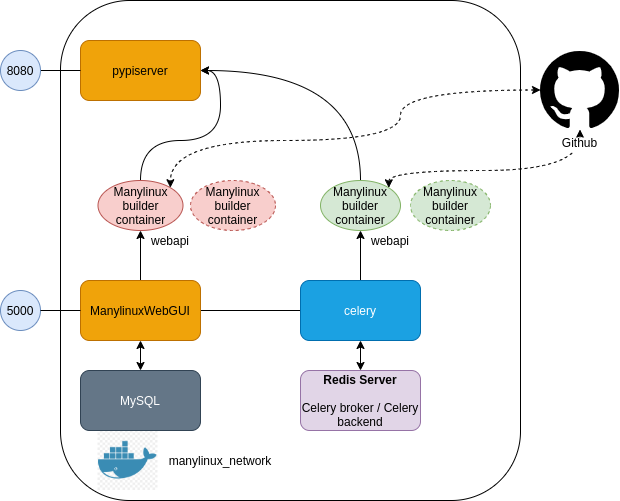 8080
pypiserver
Github
Manylinux
builder
container
Manylinux
builder
container
Manylinux
builder
container
Manylinux
builder
container
webapi
webapi
5000
ManylinuxWebGUI
celery
MySQL
Redis Server
Celery broker / Celery
backend
manylinux_network